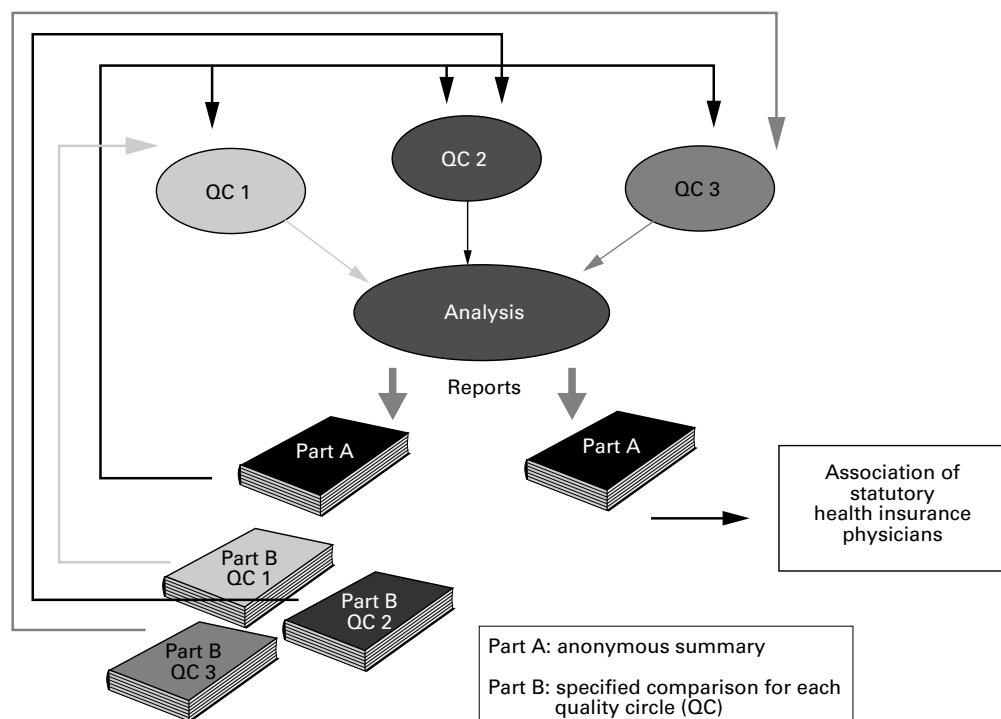 QC 1
QC 2
QC 3
Analysis
Reports
Part A
Part A
Association of
statutory
health insurance
physicians
Part B
QC 1
Part B
QC 2
Part B
QC 3
Part A: anonymous summary
Part B: specified comparison for each
quality circle (QC)